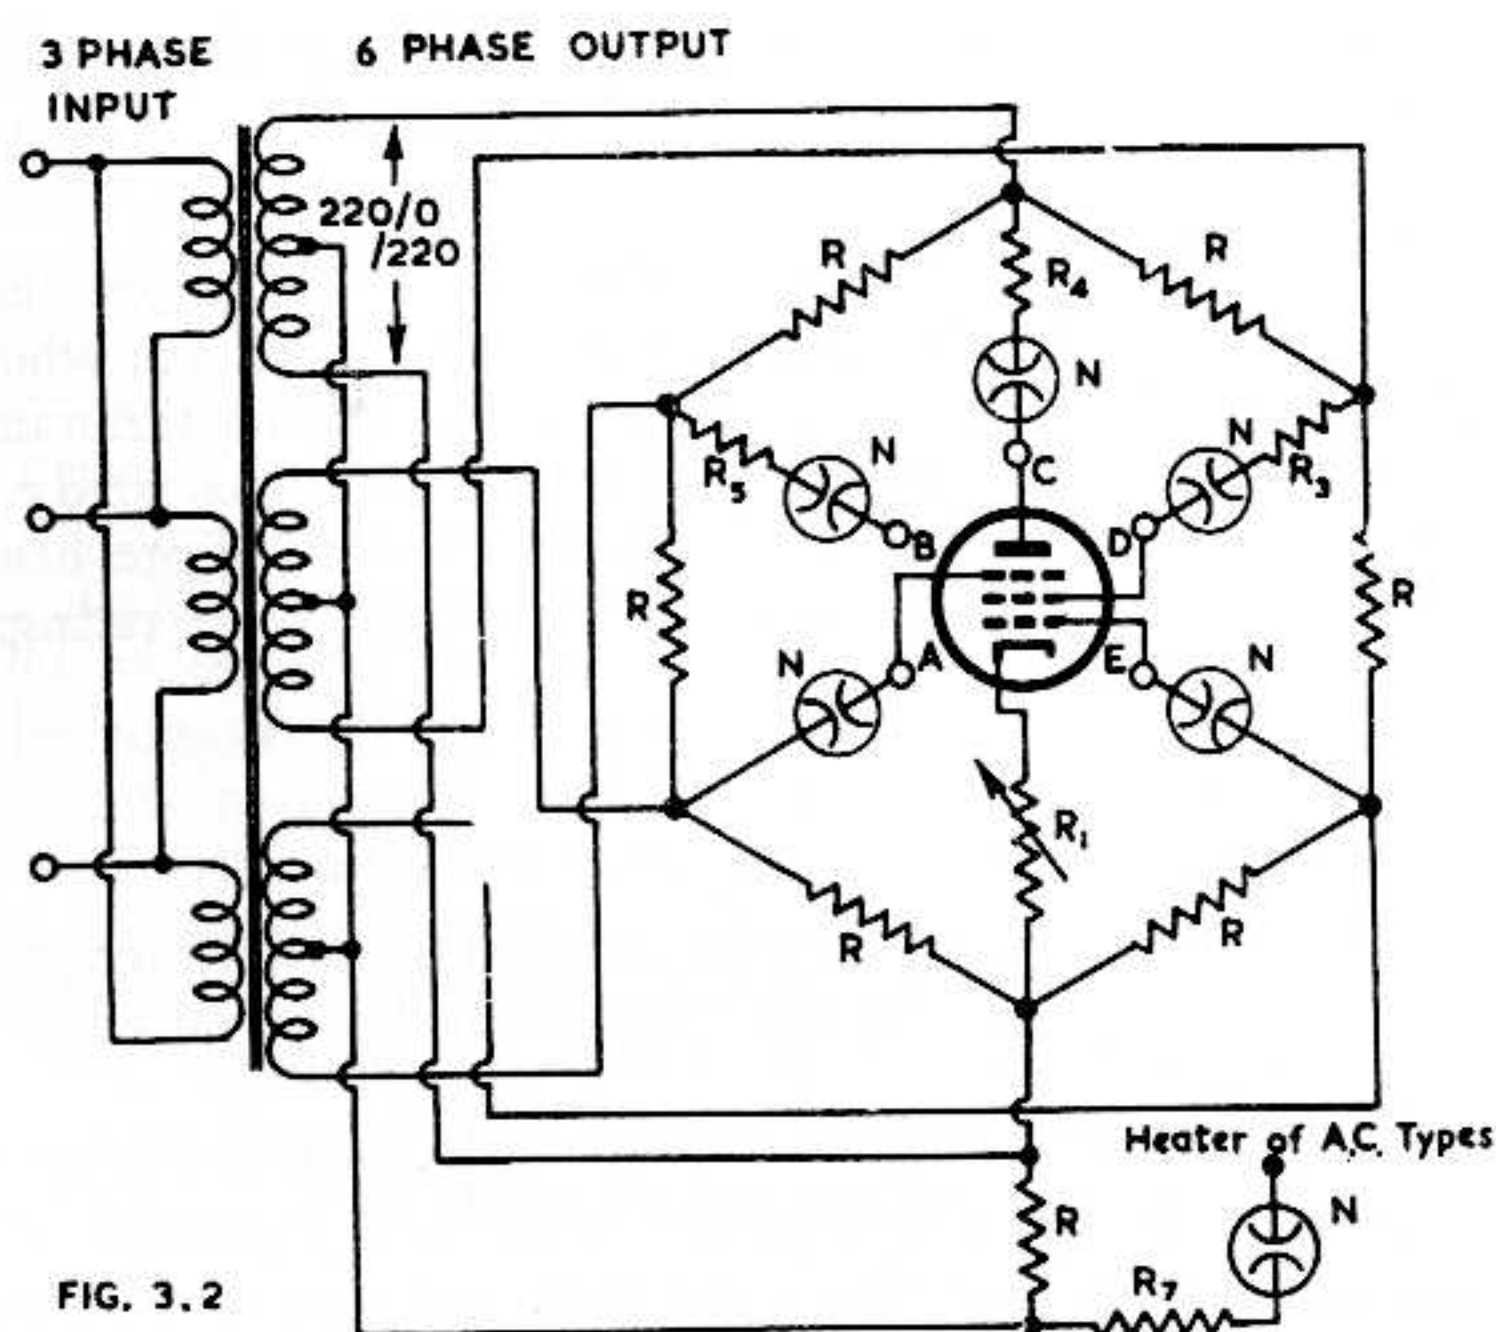 3 PHASE
INPUT
6 PHASE OUTPUT
220/0
/220
R
R
R₄
N
R₅
N
N
R₃
C
B
D
R
R
N
A
E
N
R₁
R
R
Heater of A.C. Types
R
N
R₇
FIG. 3.2